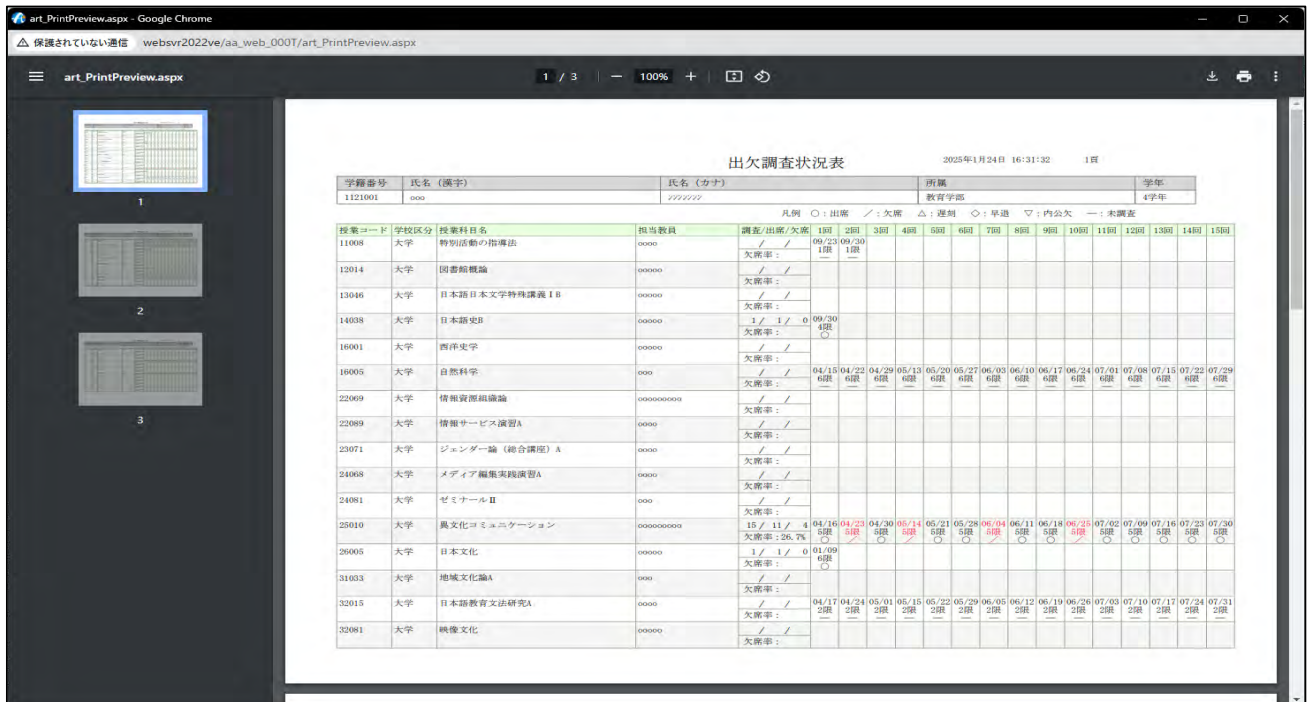 art_PrintPreview.aspx - Google Chrome
保護されていない通信 websvr2022ve/aa_web_000T/art_PrintPreview.aspx
art_PrintPreview.aspx 1 / 3 — 100% +
1
2
3
出欠調査状況表 2025年1月24日 16:31:32 1頁
学籍番号 氏名（漢字） 氏名（カナ） 所属 学年
1121001 ooo ｱｱｱｱｱｱｱ 教育学部 4学年
凡例 ○：出席 ／：欠席 △：遅刻 ◇：早退 ▽：内公欠 ―：未調査
授業コード 学校区分 授業科目名 担当教員 調査/出席/欠席 1回 2回 3回 4回 5回 6回 7回 8回 9回 10回 11回 12回 13回 14回 15回
11008 大学 特別活動の指導法 oooo / / 09/23 09/30
欠席率： 1限 1限
― ―
12014 大学 図書館概論 ooooo / /
欠席率：
13046 大学 日本語日本文学特殊講義ⅠB ooooo / /
欠席率：
14038 大学 日本語史B ooooo 1/ 1/ 0 09/30
欠席率： 4限
○
16001 大学 西洋史学 ooooo / /
欠席率：
16005 大学 自然科学 ooo / / 04/15 04/22 04/29 05/13 05/20 05/27 06/03 06/10 06/17 06/24 07/01 07/08 07/15 07/22 07/29
欠席率： 6限 6限 6限 6限 6限 6限 6限 6限 6限 6限 6限 6限 6限 6限 6限
― ― ― ― ― ― ― ― ― ― ― ― ― ― ―
22069 大学 情報資源組織論 ooooooooo / /
欠席率：
22089 大学 情報サービス演習A oooo / /
欠席率：
23071 大学 ジェンダー論（総合講座）A oooo / /
欠席率：
24068 大学 メディア編集実践演習A oooo / /
欠席率：
24081 大学 ゼミナールⅡ ooo / /
欠席率：
25010 大学 異文化コミュニケーション ooooooooo 15/ 11/ 4 04/16 04/23 04/30 05/14 05/21 05/28 06/04 06/11 06/18 06/25 07/02 07/09 07/16 07/23 07/30
欠席率：26.7% 5限 5限 5限 5限 5限 5限 5限 5限 5限 5限 5限 5限 5限 5限 5限
○ ／ ○ ／ ○ ○ ／ ○ ○ ／ ○ ○ ○ ○ ○
26005 大学 日本文化 ooooo 1/ 1/ 0 01/09
欠席率： 6限
○
31033 大学 地域文化論A ooo / /
欠席率：
32015 大学 日本語教育文法研究A oooo / / 04/17 04/24 05/01 05/15 05/22 05/29 06/05 06/12 06/19 06/26 07/03 07/10 07/17 07/24 07/31
欠席率： 2限 2限 2限 2限 2限 2限 2限 2限 2限 2限 2限 2限 2限 2限 2限
― ― ― ― ― ― ― ― ― ― ― ― ― ― ―
32081 大学 映像文化 ooooo / /
欠席率：